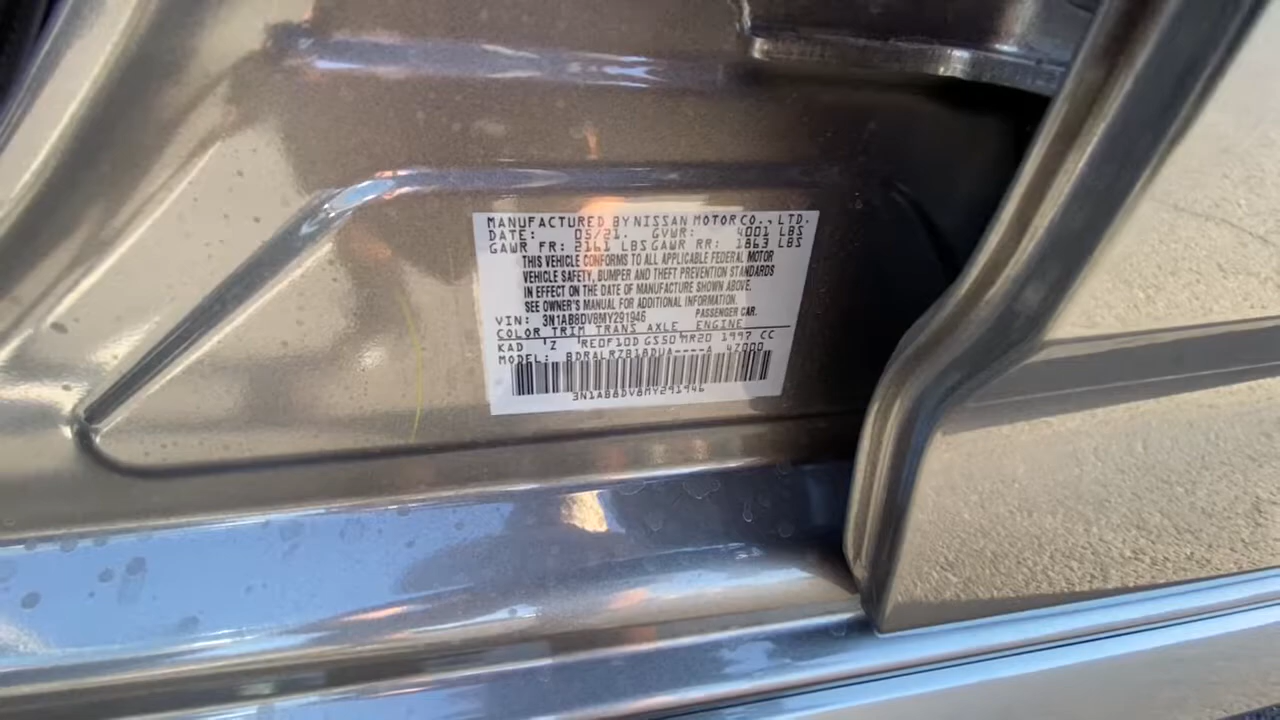 MANUFACTURED BY NISSAN MOTOR CO., LTD.
DATE: 05/21. GVWR: 4001 LBS
GAWR FR: 2161 LBS GAWR RR: 1863 LBS
THIS VEHICLE CONFORMS TO ALL APPLICABLE FEDERAL MOTOR
VEHICLE SAFETY, BUMPER AND THEFT PREVENTION STANDARDS
IN EFFECT ON THE DATE OF MANUFACTURE SHOWN ABOVE.
SEE OWNER'S MANUAL FOR ADDITIONAL INFORMATION.
VIN: 3N1AB8DV8MY291946 PASSENGER CAR.
COLOR TRIM TRANS AXLE ENGINE
KAD 'Z RE0F10D GS50 MR20 1997 CC
MODEL: BDRALRZB18DUA----A 47000
3N1AB8DV8MY291946